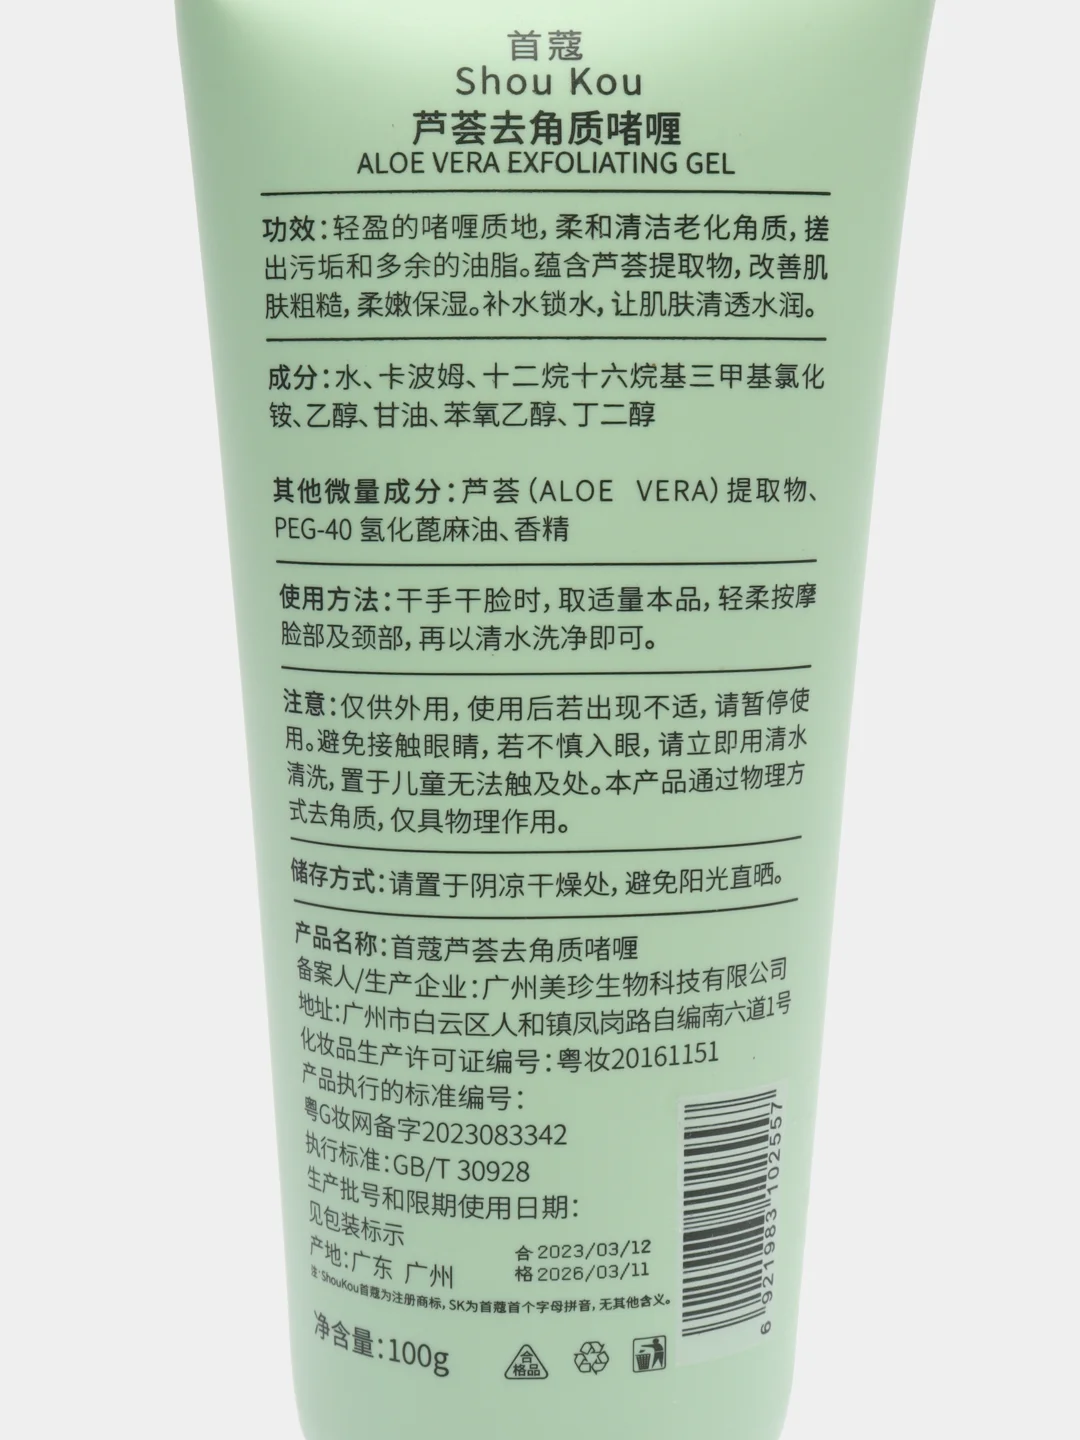 首蔻
Shou Kou
芦荟去角质啫喱
ALOE VERA EXFOLIATING GEL
功效：轻盈的啫喱质地，柔和清洁老化角质，搓
出污垢和多余的油脂。蕴含芦荟提取物，改善肌
肤粗糙，柔嫩保湿。补水锁水，让肌肤清透水润。
成分：水、卡波姆、十二烷十六烷基三甲基氯化
铵、乙醇、甘油、苯氧乙醇、丁二醇
其他微量成分：芦荟（ALOE VERA）提取物、
PEG-40 氢化蓖麻油、香精
使用方法：干手干脸时，取适量本品，轻柔按摩
脸部及颈部，再以清水洗净即可。
注意：仅供外用，使用后若出现不适，请暂停使
用。避免接触眼睛，若不慎入眼，请立即用清水
清洗，置于儿童无法触及处。本产品通过物理方
式去角质，仅具物理作用。
储存方式：请置于阴凉干燥处，避免阳光直晒。
产品名称：首蔻芦荟去角质啫喱
备案人/生产企业：广州美珍生物科技有限公司
地址：广州市白云区人和镇凤岗路自编南六道1号
化妆品生产许可证编号：粤妆20161151
产品执行的标准编号：
粤G妆网备字2023083342
执行标准：GB/T 30928
生产批号和限期使用日期：
见包装标示
产地：广东 广州
合 2023/03/12
格 2026/03/11
注：ShouKou首蔻为注册商标，SK为首蔻首个字母拼音，无其他含义。
净含量：100g
合
格品
6 921983 102557